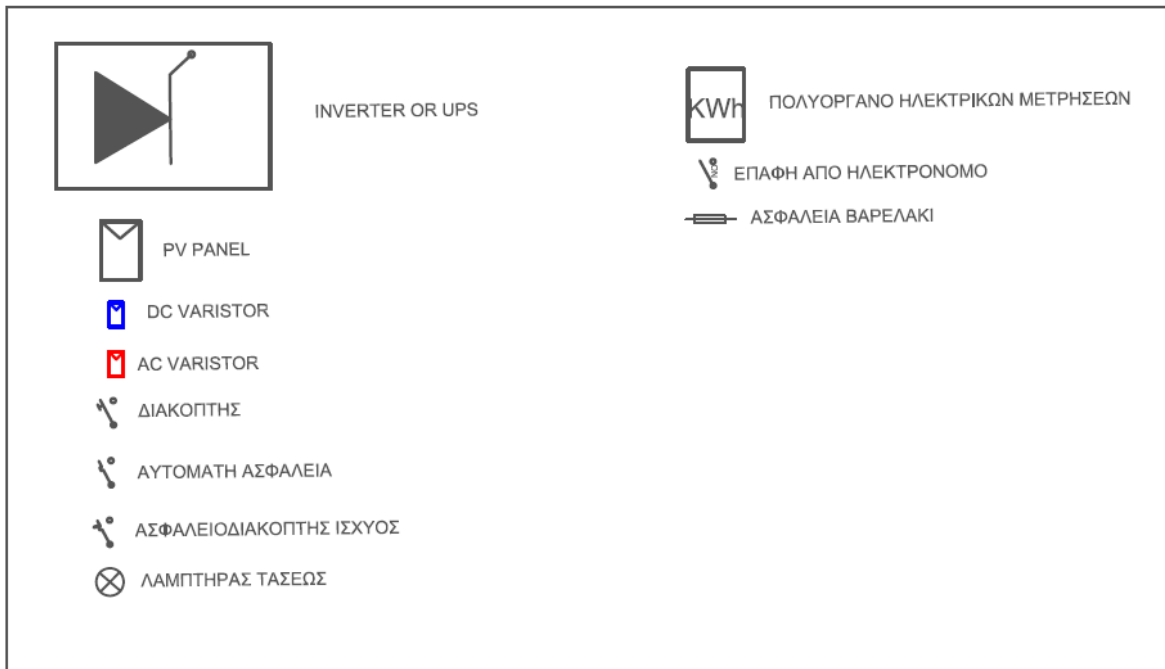 INVERTER OR UPS
PV PANEL
DC VARISTOR
AC VARISTOR
ΔΙΑΚΟΠΤΗΣ
ΑΥΤΟΜΑΤΗ ΑΣΦΑΛΕΙΑ
ΑΣΦΑΛΕΙΟΔΙΑΚΟΠΤΗΣ ΙΣΧΥΟΣ
ΛΑΜΠΤΗΡΑΣ ΤΑΣΕΩΣ
KWh
ΠΟΛΥΟΡΓΑΝΟ ΗΛΕΚΤΡΙΚΩΝ ΜΕΤΡΗΣΕΩΝ
NO
ΕΠΑΦΗ ΑΠΟ ΗΛΕΚΤΡΟΝΟΜΟ
ΑΣΦΑΛΕΙΑ ΒΑΡΕΛΑΚΙ